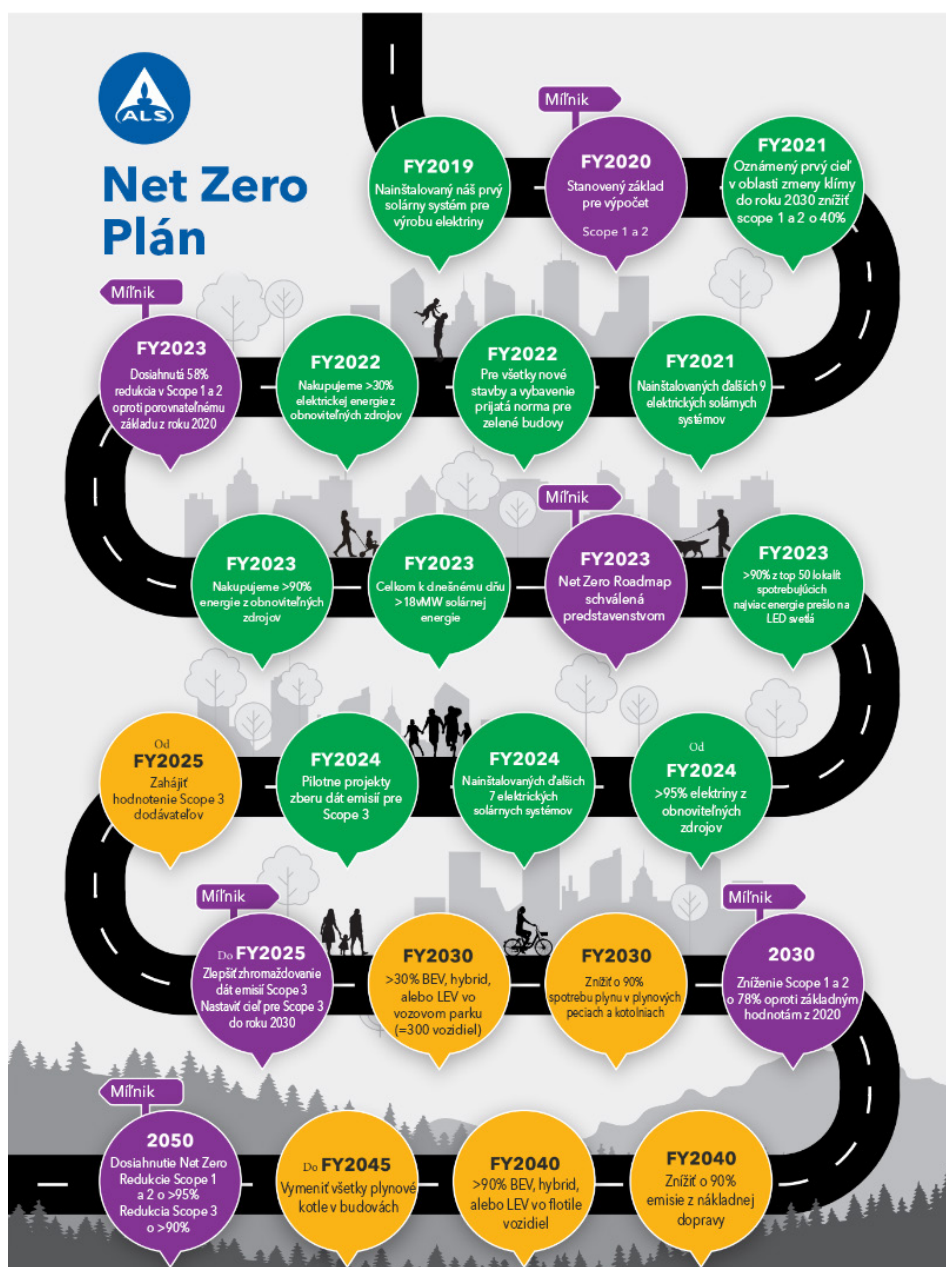 ALS
Net Zero
Plán
FY2019
Nainštalovaný náš prvý
solárny systém pre
výrobu elektriny
Míľnik
FY2020
Stanovený základ
pre výpočet
Scope 1 a 2
FY2021
Oznámený prvý cieľ
v oblasti zmeny klímy
do roku 2030 znížiť
scope 1 a 2 o 40%
Míľnik
FY2023
Dosiahnutá 58%
redukcia v Scope 1 a 2
oproti porovnateľnému
základu z roku 2020
FY2022
Nakupujeme >30%
elektrickej energie z
obnoviteľných zdrojov
FY2022
Pre všetky nové
stavby a vybavenie
prijatá norma pre
zelené budovy
FY2021
Nainštalovaných ďalších 9
elektrických solárnych
systémov
FY2023
Nakupujeme >90%
energie z obnoviteľných
zdrojov
FY2023
Celkom k dnešnému dňu
>18vMW solárnej
energie
Míľnik
FY2023
Net Zero Roadmap
schválená
predstavenstvom
FY2023
>90% z top 50 lokalít
spotrebujúcich
najviac energie prešlo na
LED svetlá
Od
FY2025
Zahájiť
hodnotenie Scope 3
dodávateľov
FY2024
Pilotne projekty
zberu dát emisií pre
Scope 3
FY2024
Nainštalovaných ďalšich
7 elektrických
solárnych systémov
Od
FY2024
>95% elektriny z
obnoviteľných
zdrojov
Míľnik
Do FY2025
Zlepšiť zhromaždovanie
dát emisií Scope 3
Nastaviť cieľ pre Scope 3
do roku 2030
FY2030
>30% BEV, hybrid,
alebo LEV vo
vozovom parku
(=300 vozidiel)
FY2030
Znížiť o 90%
spotrebu plynu v plynových
peciach a kotolniach
Míľnik
2030
Zníženie Scope 1 a 2
o 78% oproti základným
hodnotám z 2020
Míľnik
2050
Dosiahnutie Net Zero
Redukcie Scope 1
a 2 o >95%
Redukcia Scope 3
o >90%
Do FY2045
Vymeniť všetky plynové
kotle v budovách
FY2040
>90% BEV, hybrid,
alebo LEV vo flotile
vozidiel
FY2040
Znížiť o 90%
emisie z nákladnej
dopravy